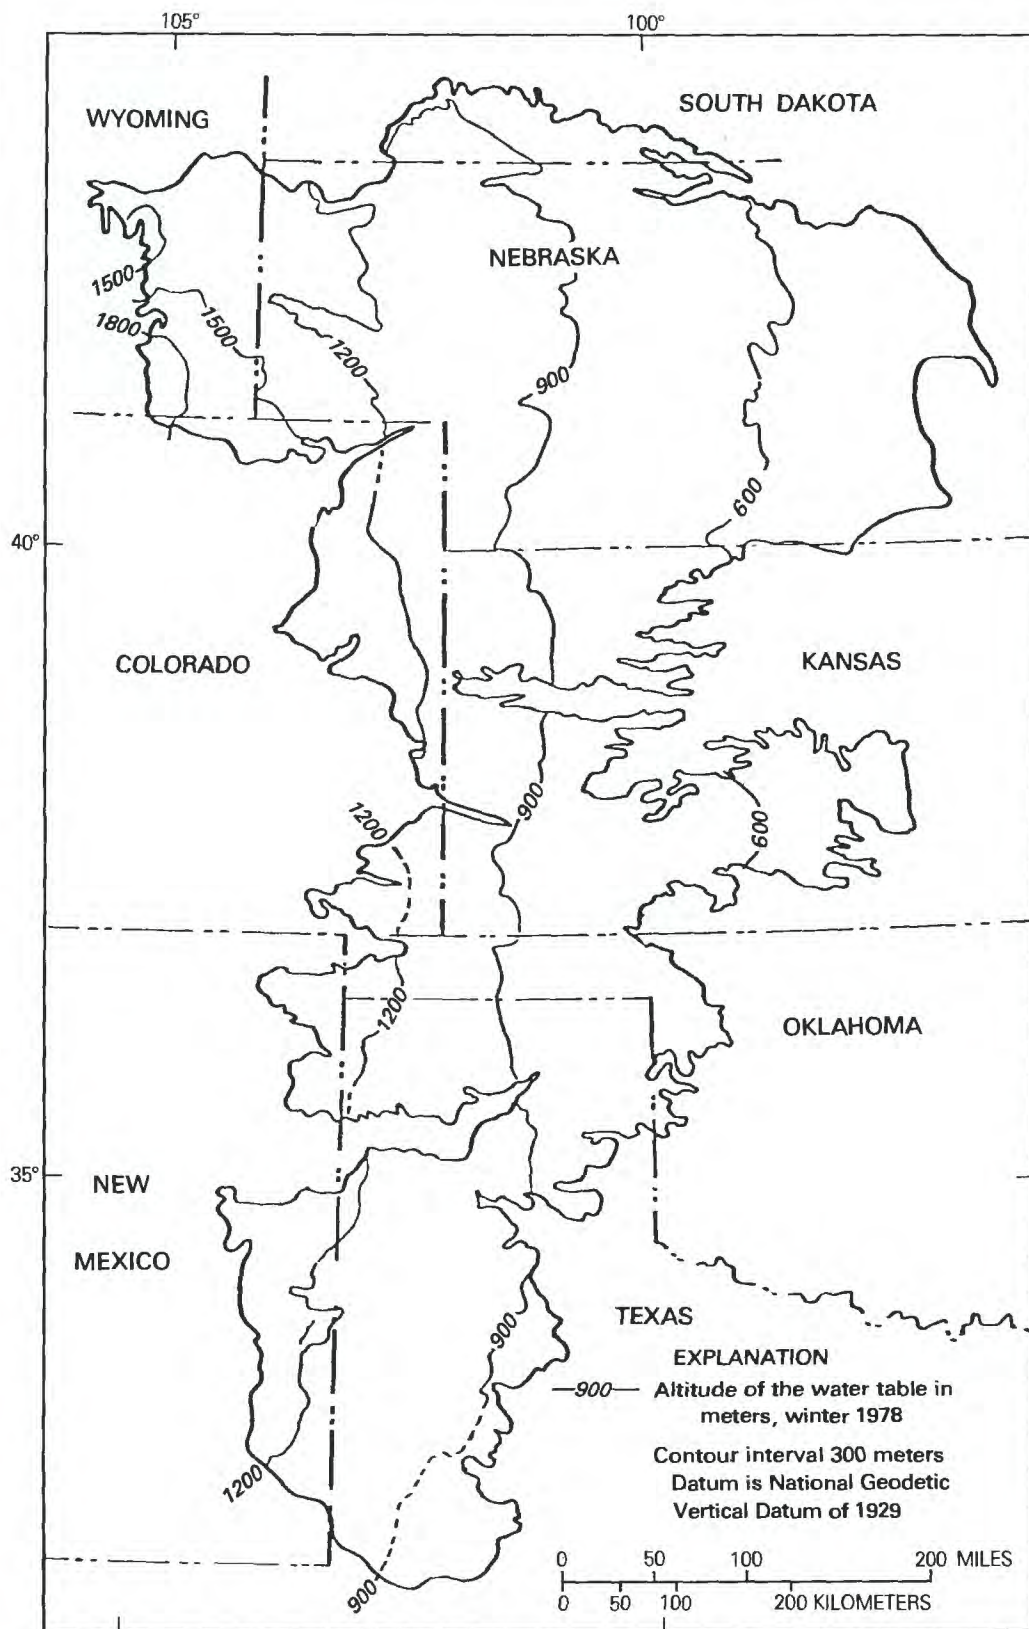 105° 100°
WYOMING
SOUTH DAKOTA
NEBRASKA
1500
1800
1500
1200
900
600
40°
COLORADO
KANSAS
1200
900
600
1200
OKLAHOMA
35°
NEW
MEXICO
TEXAS
900
EXPLANATION
—900— Altitude of the water table in
meters, winter 1978
Contour interval 300 meters
Datum is National Geodetic
Vertical Datum of 1929
1200
900
0 50 100 200 MILES
0 50 100 200 KILOMETERS